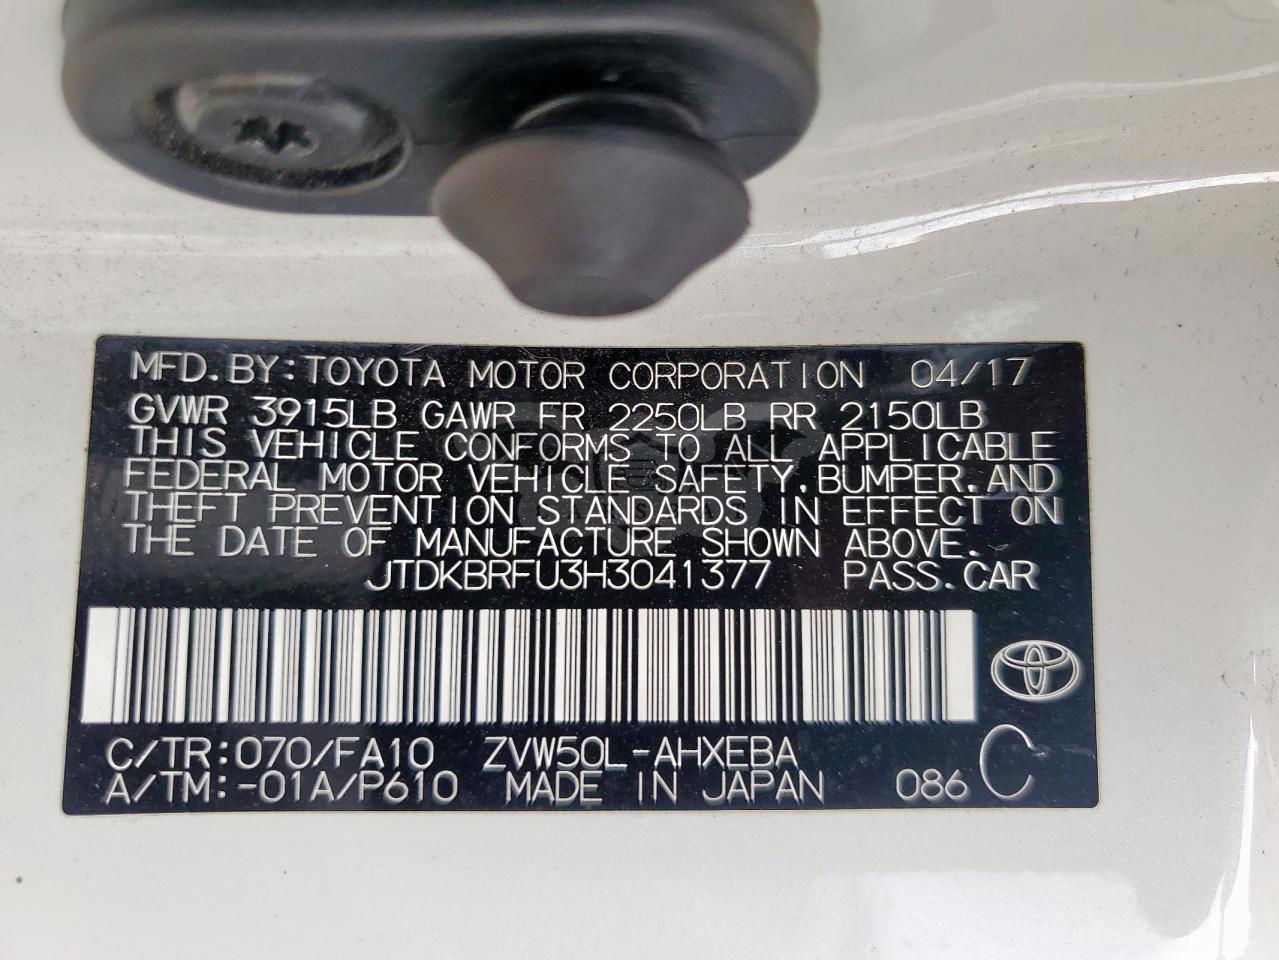 MFD.BY:TOYOTA MOTOR CORPORATION 04/17
GVWR 3915LB GAWR FR 2250LB RR 2150LB
THIS VEHICLE CONFORMS TO ALL APPLICABLE
FEDERAL MOTOR VEHICLE SAFETY,BUMPER,AND
THEFT PREVENTION STANDARDS IN EFFECT ON
THE DATE OF MANUFACTURE SHOWN ABOVE.
JTDKBRFU3H3041377 PASS.CAR
C/TR:070/FA10 ZVW50L-AHXEBA
A/TM:-01A/P610 MADE IN JAPAN 086 C